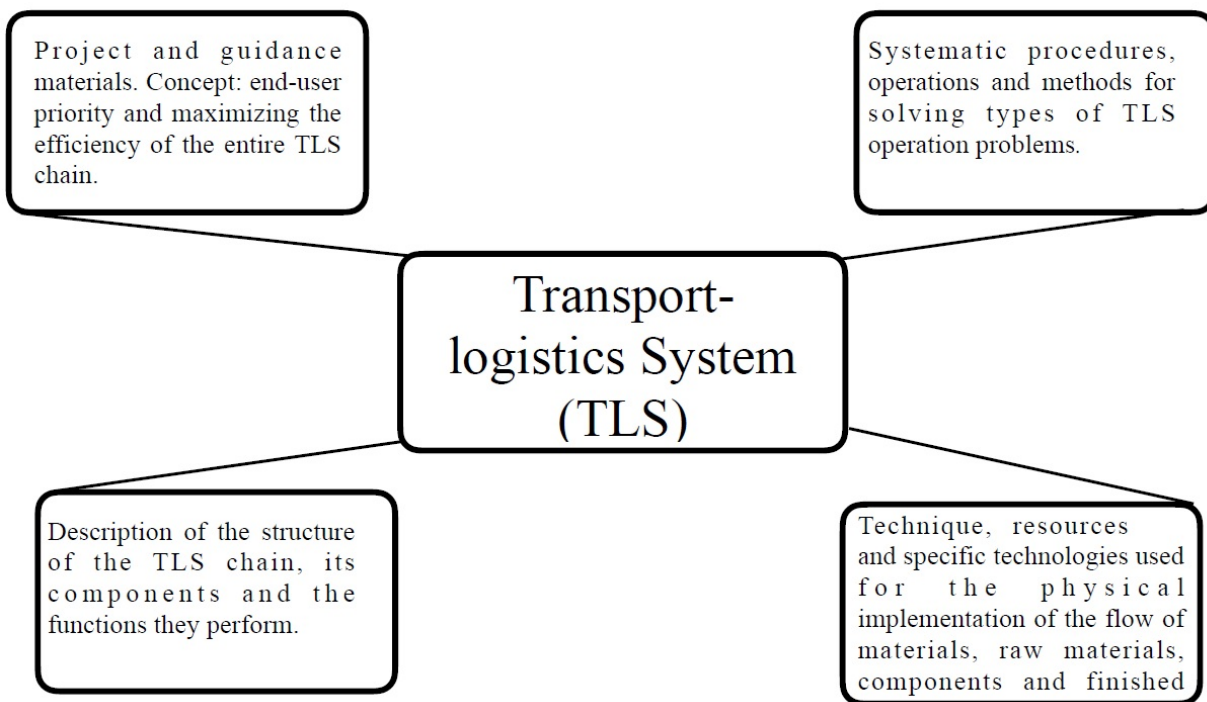 Project and guidance
materials. Concept: end-user
priority and maximizing the
efficiency of the entire TLS
chain.
Systematic procedures,
operations and methods for
solving types of TLS
operation problems.
Transport-
logistics System
(TLS)
Description of the structure
of the TLS chain, its
components and the
functions they perform.
Technique, resources
and specific technologies used
for the physical
implementation of the flow of
materials, raw materials,
components and finished